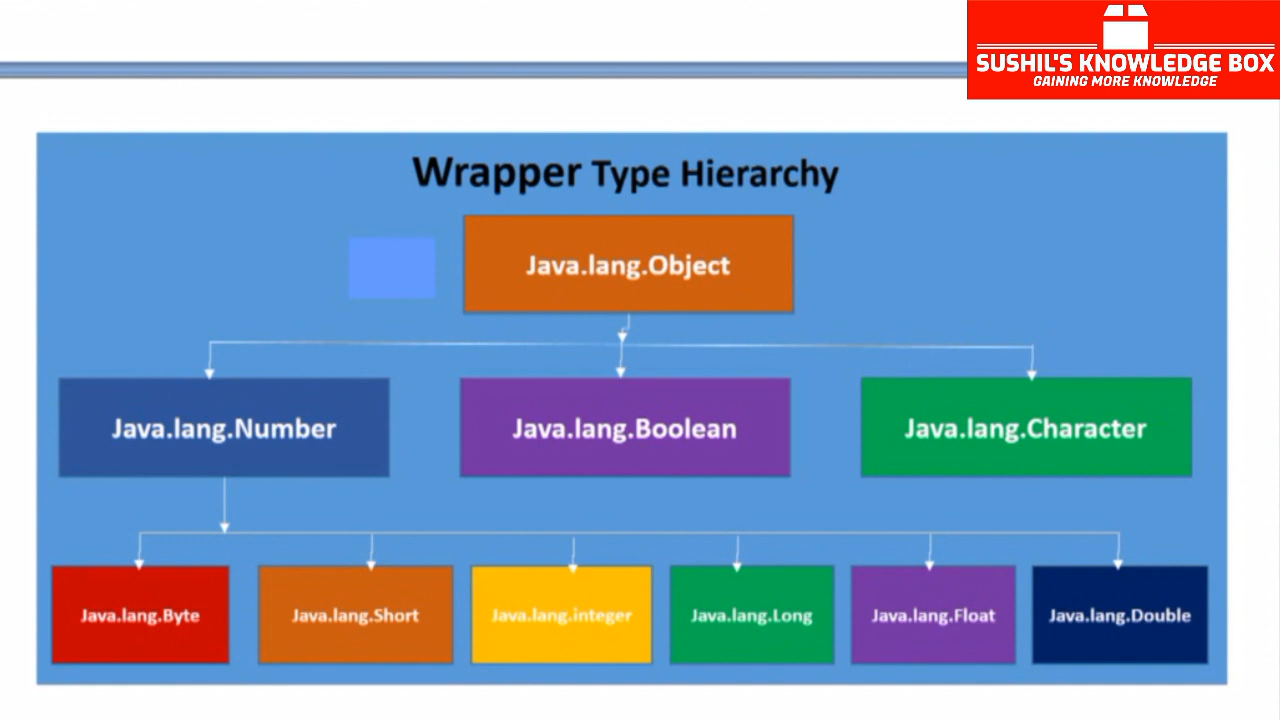 SUSHIL'S KNOWLEDGE BOX
GAINING MORE KNOWLEDGE
Wrapper Type Hierarchy
Java.lang.Object
Java.lang.Number
Java.lang.Boolean
Java.lang.Character
Java.lang.Byte
Java.lang.Short
Java.lang.integer
Java.lang.Long
Java.lang.Float
Java.lang.Double